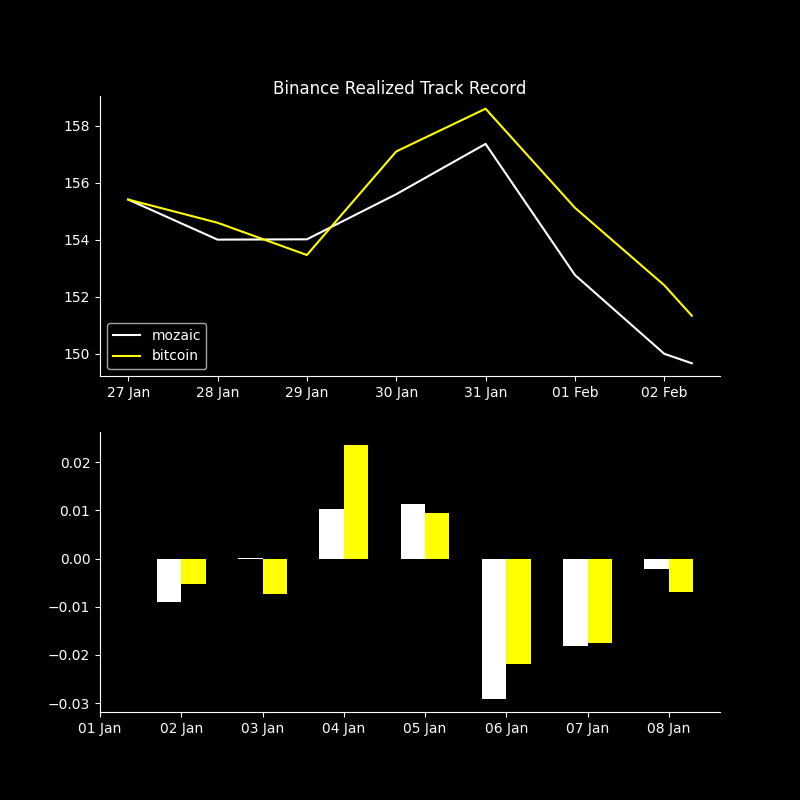 Binance Realized Track Record
158
156
154
152
150
mozaic
bitcoin
27 Jan 28 Jan 29 Jan 30 Jan 31 Jan 01 Feb 02 Feb
0.02
0.01
0.00
−0.01
−0.02
−0.03
01 Jan 02 Jan 03 Jan 04 Jan 05 Jan 06 Jan 07 Jan 08 Jan